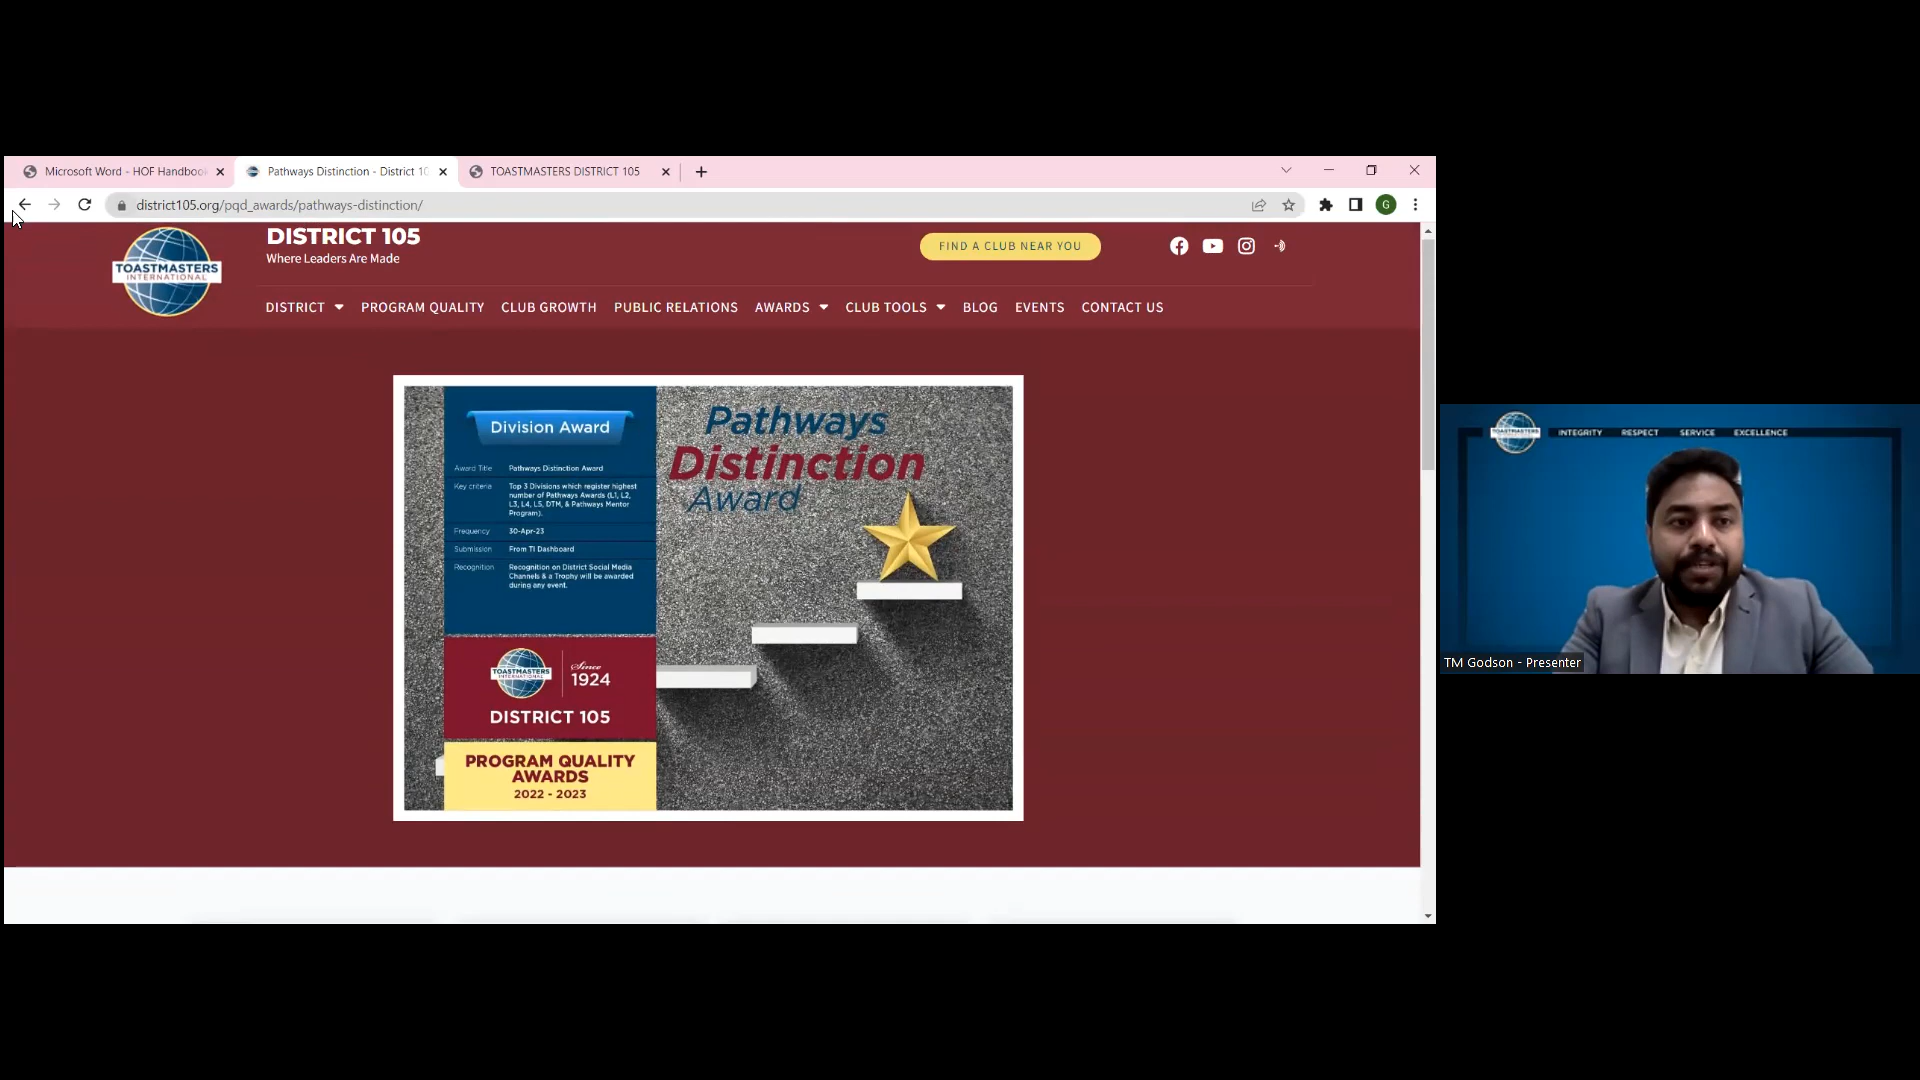 Microsoft Word - HOF Handboo
Pathways Distinction - District 10
TOASTMASTERS DISTRICT 105
district105.org/pqd_awards/pathways-distinction/
G
TOASTMASTERS
INTERNATIONAL
DISTRICT 105
Where Leaders Are Made
FIND A CLUB NEAR YOU
DISTRICT
PROGRAM QUALITY
CLUB GROWTH
PUBLIC RELATIONS
AWARDS
CLUB TOOLS
BLOG
EVENTS
CONTACT US
Division Award
Award Title Pathways Distinction Award
Key criteria Top 3 Divisions which register highest
number of Pathways Awards (L1, L2,
L3, L4, L5, DTM, & Pathways Mentor
Program).
Frequency 30-Apr-23
Submission From TI Dashboard
Recognition Recognition on District Social Media
Channels & a Trophy will be awarded
during any event.
Pathways
Distinction
Award
TOASTMASTERS
INTERNATIONAL
Since
1924
DISTRICT 105
PROGRAM QUALITY
AWARDS
2022 - 2023
TOASTMASTERS
INTEGRITY RESPECT SERVICE EXCELLENCE
TM Godson - Presenter